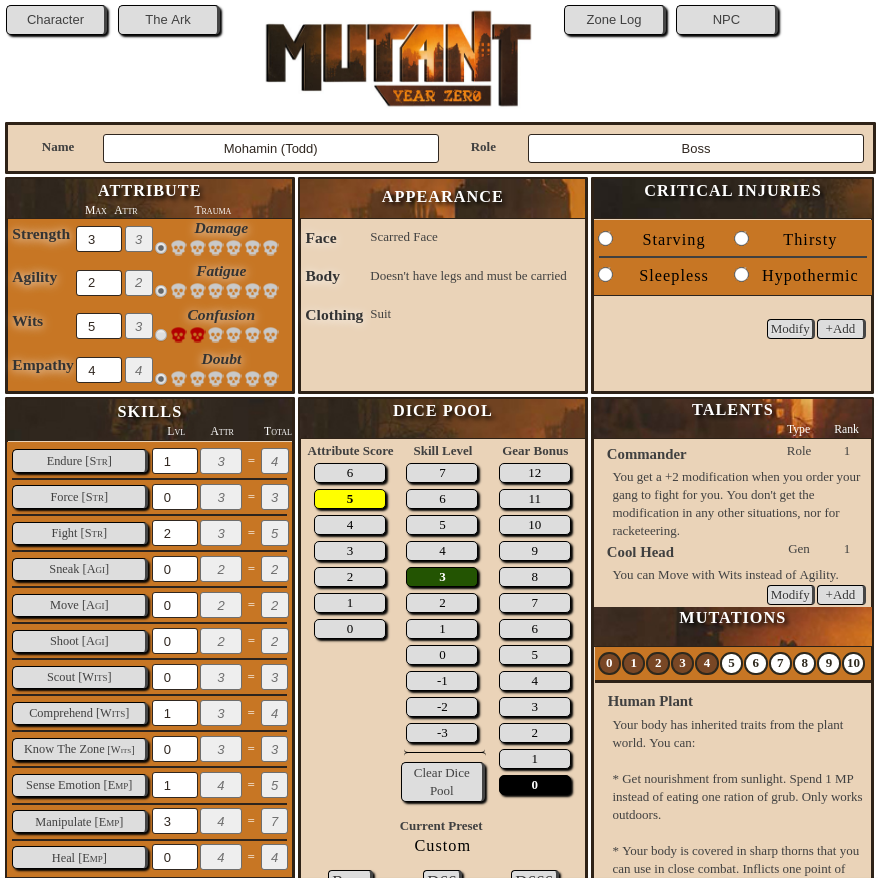 Character
The Ark
MUTANT
YEAR ZERO
Zone Log
NPC
Name
Mohamin (Todd)
Role
Boss
ATTRIBUTE
Max Attr Trauma
Strength 3 3 Damage
Agility 2 2 Fatigue
Wits 5 3 Confusion
Empathy 4 4 Doubt
APPEARANCE
Face Scarred Face
Body Doesn't have legs and must be carried
Clothing Suit
CRITICAL INJURIES
Starving Thirsty
Sleepless Hypothermic
Modify +Add
SKILLS
Lvl Attr Total
Endure [Str] 1 3 = 4
Force [Str] 0 3 = 3
Fight [Str] 2 3 = 5
Sneak [Agi] 0 2 = 2
Move [Agi] 0 2 = 2
Shoot [Agi] 0 2 = 2
Scout [Wits] 0 3 = 3
Comprehend [Wits] 1 3 = 4
Know The Zone [Wits] 0 3 = 3
Sense Emotion [Emp] 1 4 = 5
Manipulate [Emp] 3 4 = 7
Heal [Emp] 0 4 = 4
DICE POOL
Attribute Score Skill Level Gear Bonus
6 7 12
5 6 11
4 5 10
3 4 9
2 3 8
1 2 7
0 1 6
0 5
-1 4
-2 3
-3 2
1
Clear Dice
Pool
0
Current Preset
Custom
TALENTS
Type Rank
Commander Role 1
You get a +2 modification when you order your
gang to fight for you. You don't get the
modification in any other situations, nor for
racketeering.
Cool Head Gen 1
You can Move with Wits instead of Agility.
Modify +Add
MUTATIONS
0 1 2 3 4 5 6 7 8 9 10
Human Plant
Your body has inherited traits from the plant
world. You can:
* Get nourishment from sunlight. Spend 1 MP
instead of eating one ration of grub. Only works
outdoors.
* Your body is covered in sharp thorns that you
can use in close combat. Inflicts one point of